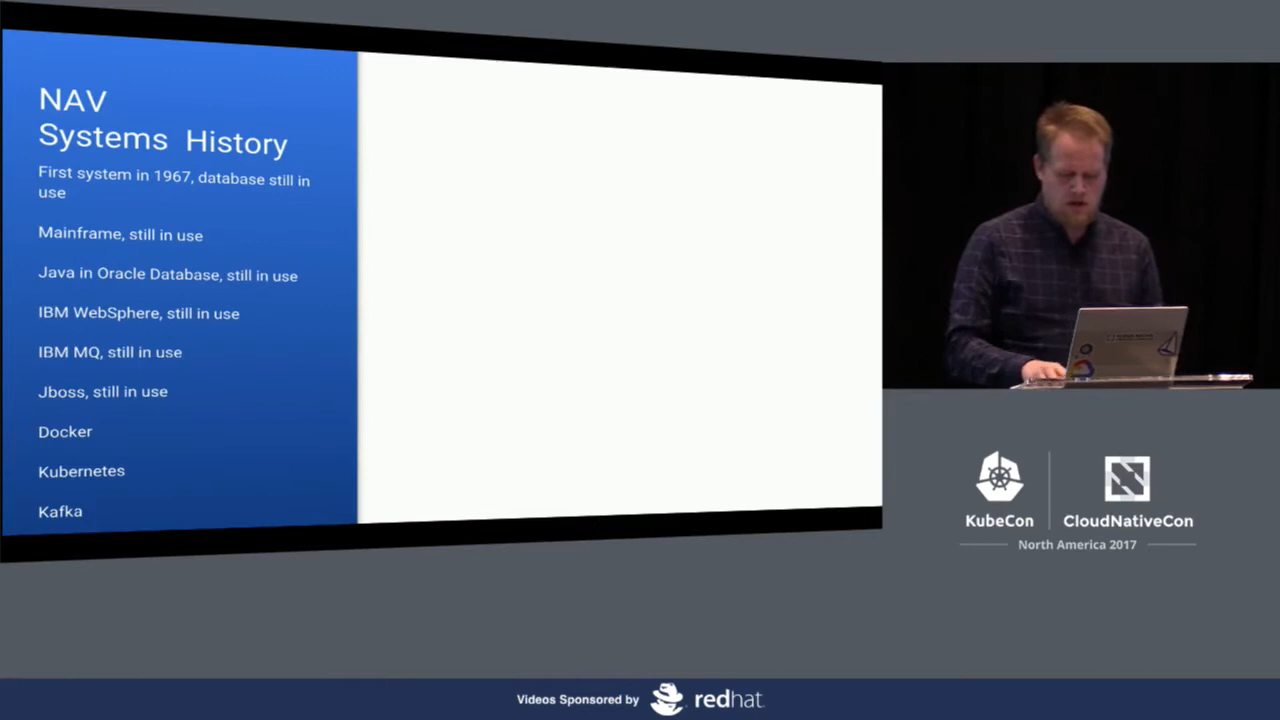 NAV
Systems History
First system in 1967, database still in
use
Mainframe, still in use
Java in Oracle Database, still in use
IBM WebSphere, still in use
IBM MQ, still in use
Jboss, still in use
Docker
Kubernetes
Kafka
KubeCon
CloudNativeCon
North America 2017
Videos Sponsored by
redhat